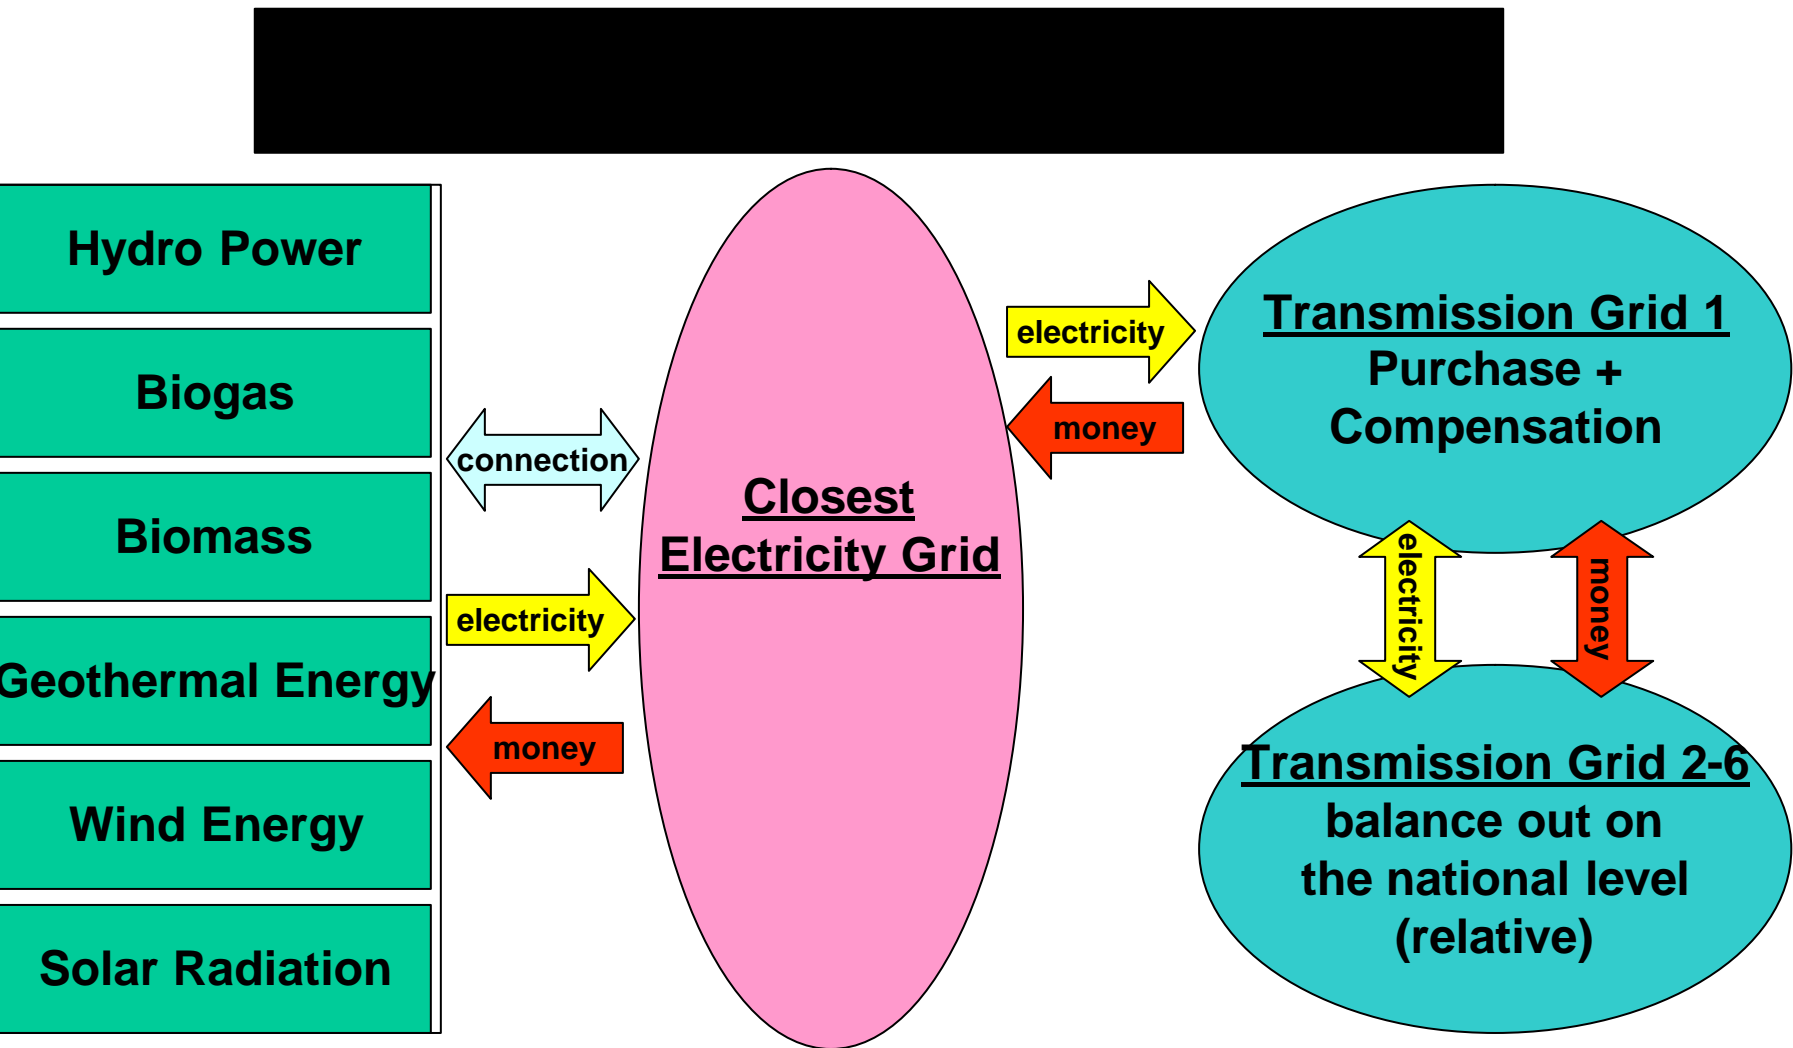 Hydro Power
Biogas
Biomass
Geothermal Energy
Wind Energy
Solar Radiation
connection
electricity
money
Closest
Electricity Grid
electricity
money
Transmission Grid 1
Purchase +
Compensation
electricity
money
Transmission Grid 2-6
balance out on
the national level
(relative)